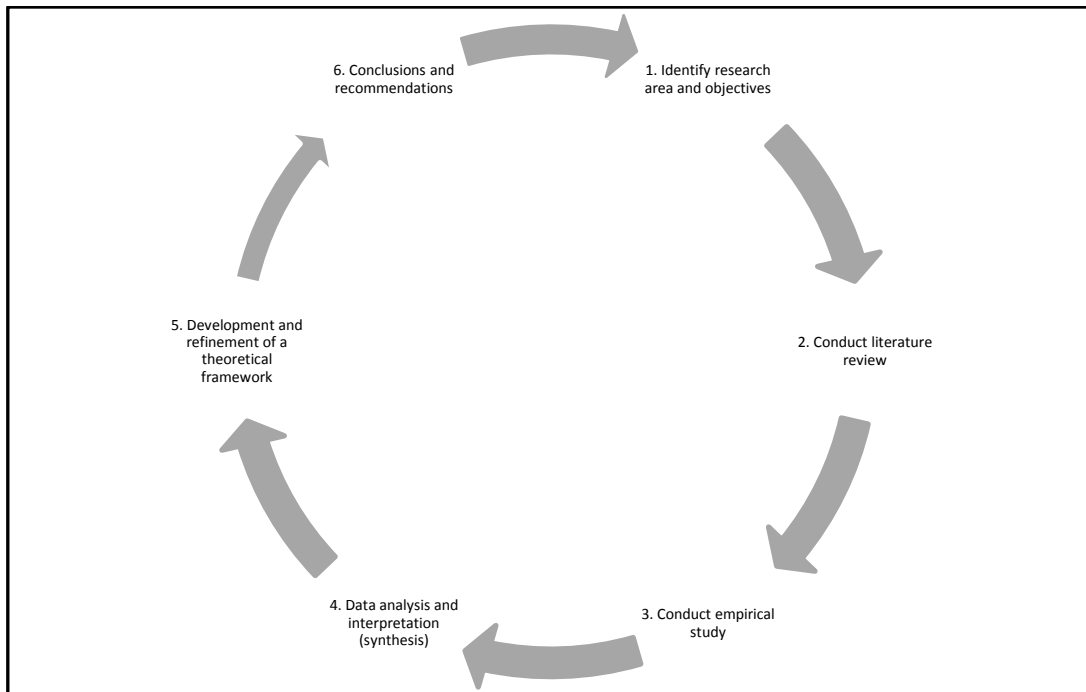 1. Identify research
area and objectives
2. Conduct literature
review
3. Conduct empirical
study
4. Data analysis and
interpretation
(synthesis)
5. Development and
refinement of a
theoretical
framework
6. Conclusions and
recommendations